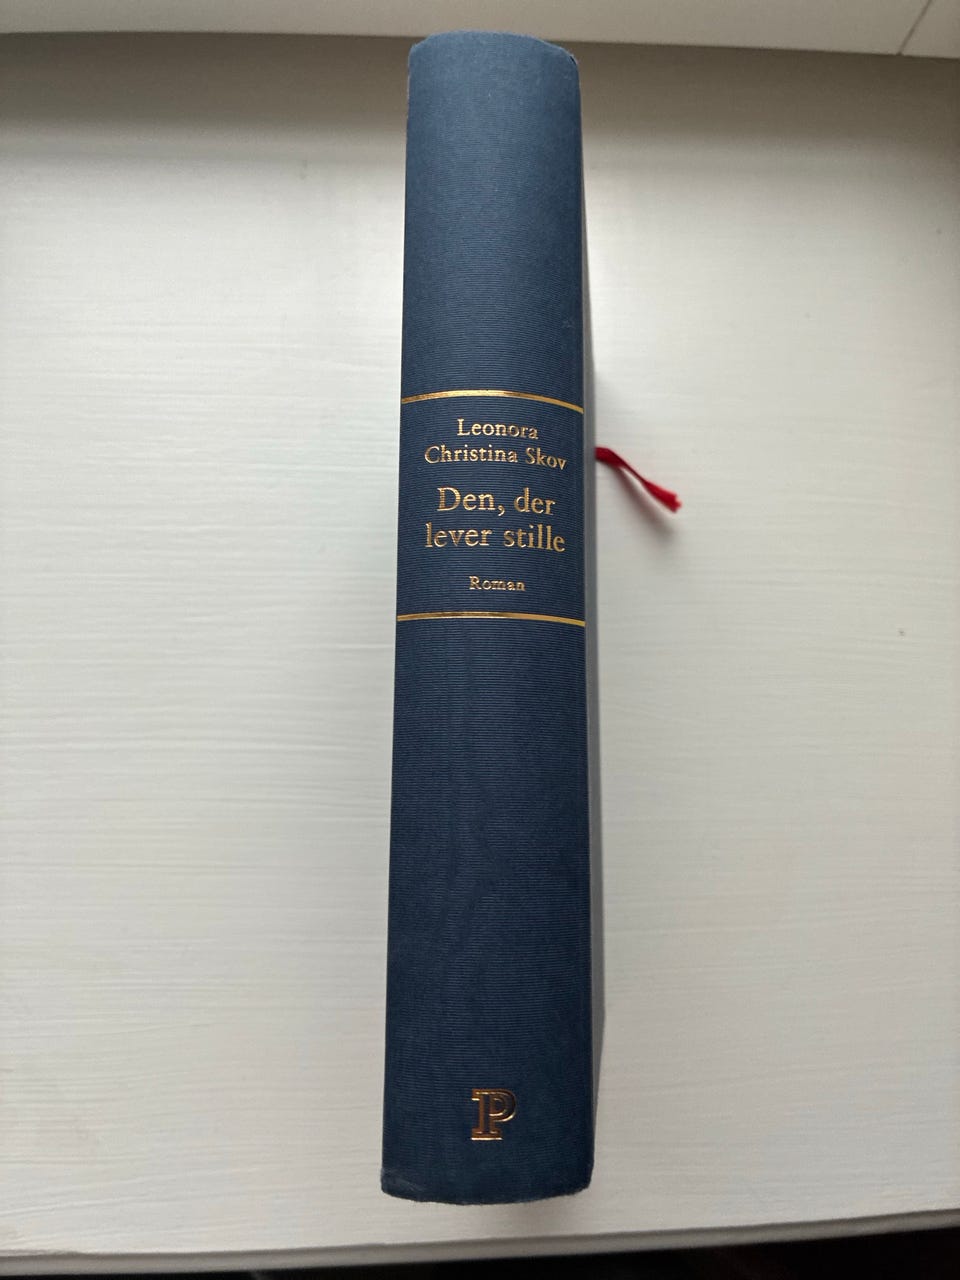 Leonora
Christina Skov
Den, der
lever stille
Roman
P